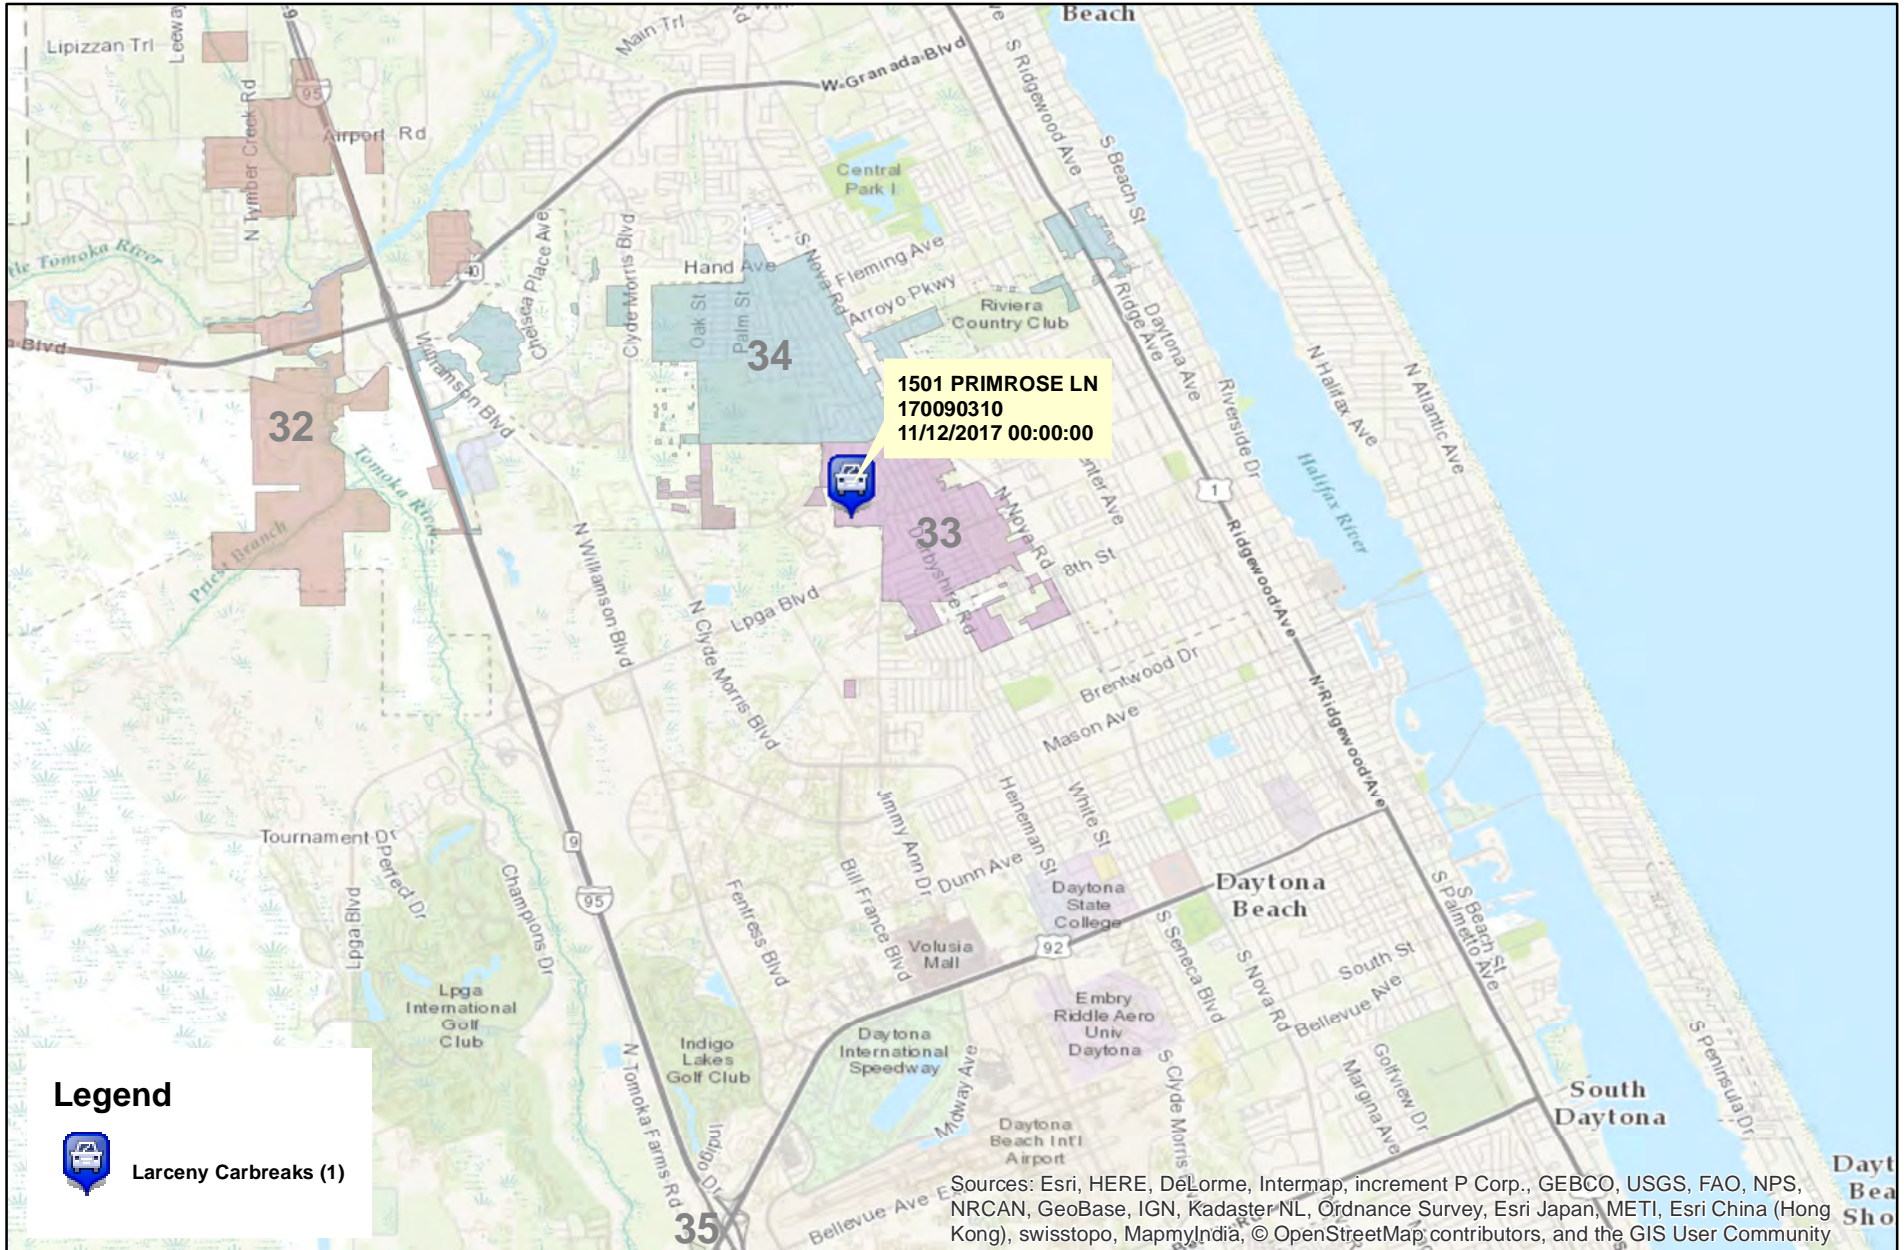 Beach
Lipizzan Trl
Leeway
9
Main Trl
Rd
W Granada Blvd
S Ridgewood Ave
95
Airport Rd
N Tymber Creek Rd
Central
Park I
S Beach St
tle Tomoka River
40
Chelsea Place Ave
Clyde Morris Blvd
Hand Ave
S Nova Rd
Fleming Ave
Arroyo Pkwy
Oak St
Palm St
34
Riviera
Country Club
Ridge Ave
Daytona Ave
Blvd
Williamson Blvd
N Halifax Ave
N Atlantic Ave
Riverside Dr
1501 PRIMROSE LN
170090310
11/12/2017 00:00:00
32
Tomoka River
Halifax River
enter Ave
1
Priest Branch
N Williamson Blvd
33
N Nova Rd
Derbyshire Rd
8th St
Ridgewood Ave
Lpga Blvd
N Clyde Morris Blvd
Brentwood Dr
N Ridgewood Ave
Mason Ave
Tournament Dr
Perfect Dr
9
Jimmy Ann Dr
Heineman St
White St
Lpga Blvd
Champions Dr
95
Fentress Blvd
Bill France Blvd
Dunn Ave
Daytona
State
College
Daytona
Beach
S Palmetto Ave
S Beach St
Volusia
Mall
92
S Seneca Blvd
S Nova Rd
South St
Bellevue Ave
Lpga
International
Golf
Club
Embry
Riddle Aero
Univ
Daytona
Indigo
Lakes
Golf Club
Daytona
International
Speedway
Midway Ave
N Tomoka Farms Rd
Indigo Dr
S Clyde Morris
Margina Ave
Golfview Dr
S Peninsula Dr
South
Daytona
Daytona
Beach Int'l
Airport
35
Bellevue Ave
Dayt
Bea
Sho
Legend
Larceny Carbreaks (1)
Sources: Esri, HERE, DeLorme, Intermap, increment P Corp., GEBCO, USGS, FAO, NPS,
NRCAN, GeoBase, IGN, Kadaster NL, Ordnance Survey, Esri Japan, METI, Esri China (Hong
Kong), swisstopo, MapmyIndia, © OpenStreetMap contributors, and the GIS User Community